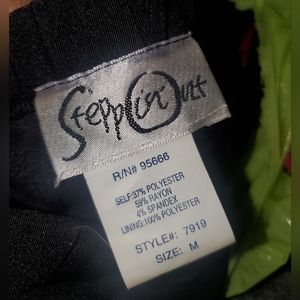 Steppin' Out
R/N# 95666
SELF:37% POLYESTER
59% RAYON
4% SPANDEX
LINING:100% POLYESTER
STYLE#: 7919
SIZE: M